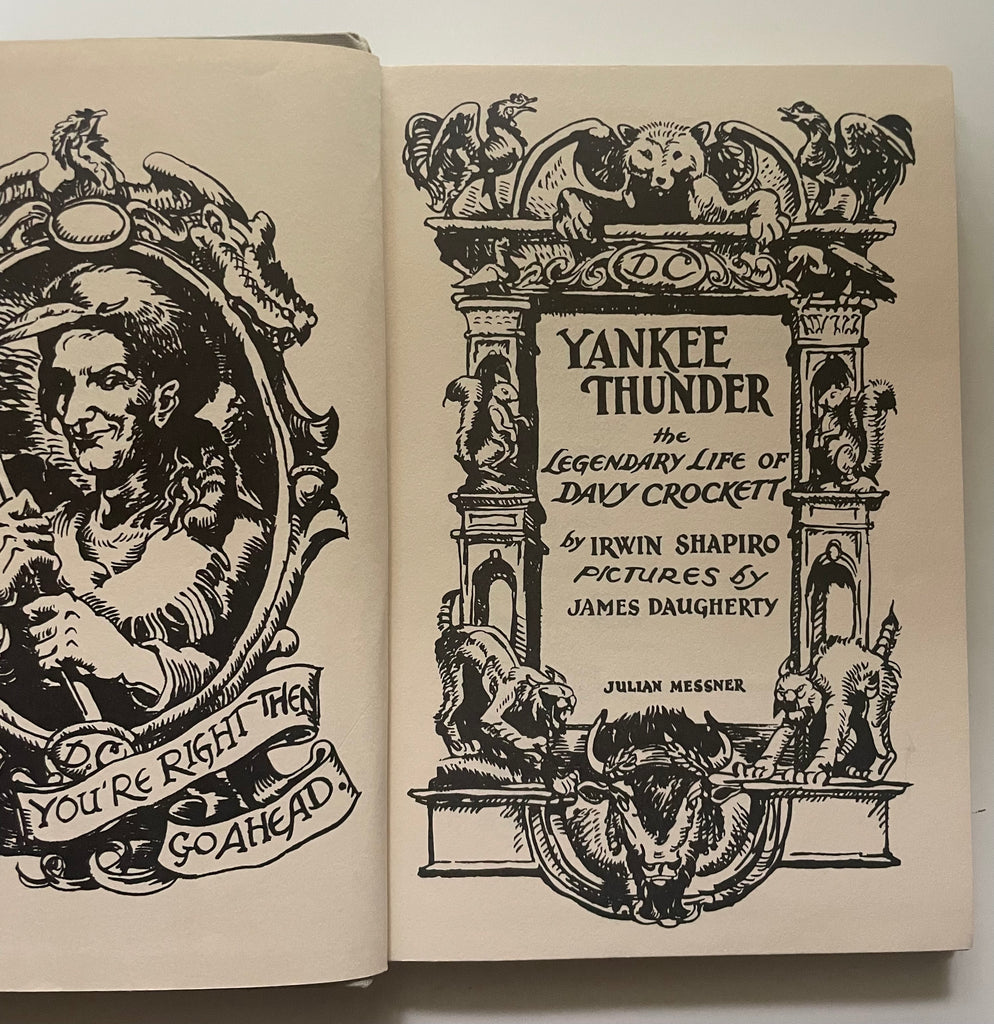 D.C.
YOU'RE RIGHT THEN
GO AHEAD.
DC
YANKEE
THUNDER
the
LEGENDARY LIFE OF
DAVY CROCKETT
by IRWIN SHAPIRO
PICTURES by
JAMES DAUGHERTY
JULIAN MESSNER